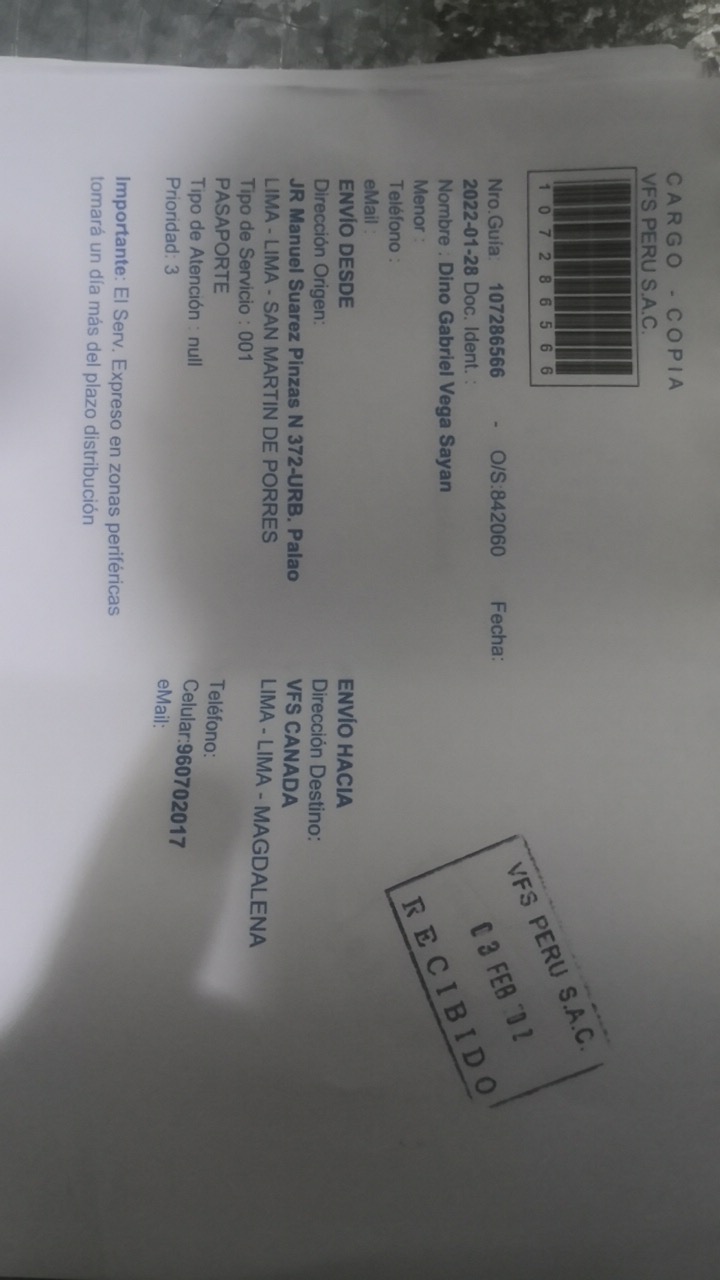 CARGO - COPIA
VFS PERU S.A.C.
107286566
Nro.Guía: 107286566 - O/S:842060 Fecha:
2022-01-28 Doc. Ident. :
Nombre : Dino Gabriel Vega Sayan
Menor :
Teléfono :
eMail :
ENVÍO DESDE
Dirección Origen:
JR Manuel Suarez Pinzas N 372-URB. Palao
LIMA - LIMA - SAN MARTIN DE PORRES
Tipo de Servicio : 001
PASAPORTE
Tipo de Atención : null
Prioridad: 3
ENVÍO HACIA
Dirección Destino:
VFS CANADA
LIMA - LIMA - MAGDALENA
Teléfono:
Celular:960702017
eMail:
Importante: El Serv. Expreso en zonas periféricas
tomará un día más del plazo distribución
VFS PERU S.A.C.
03 FEB
RECIBIDO